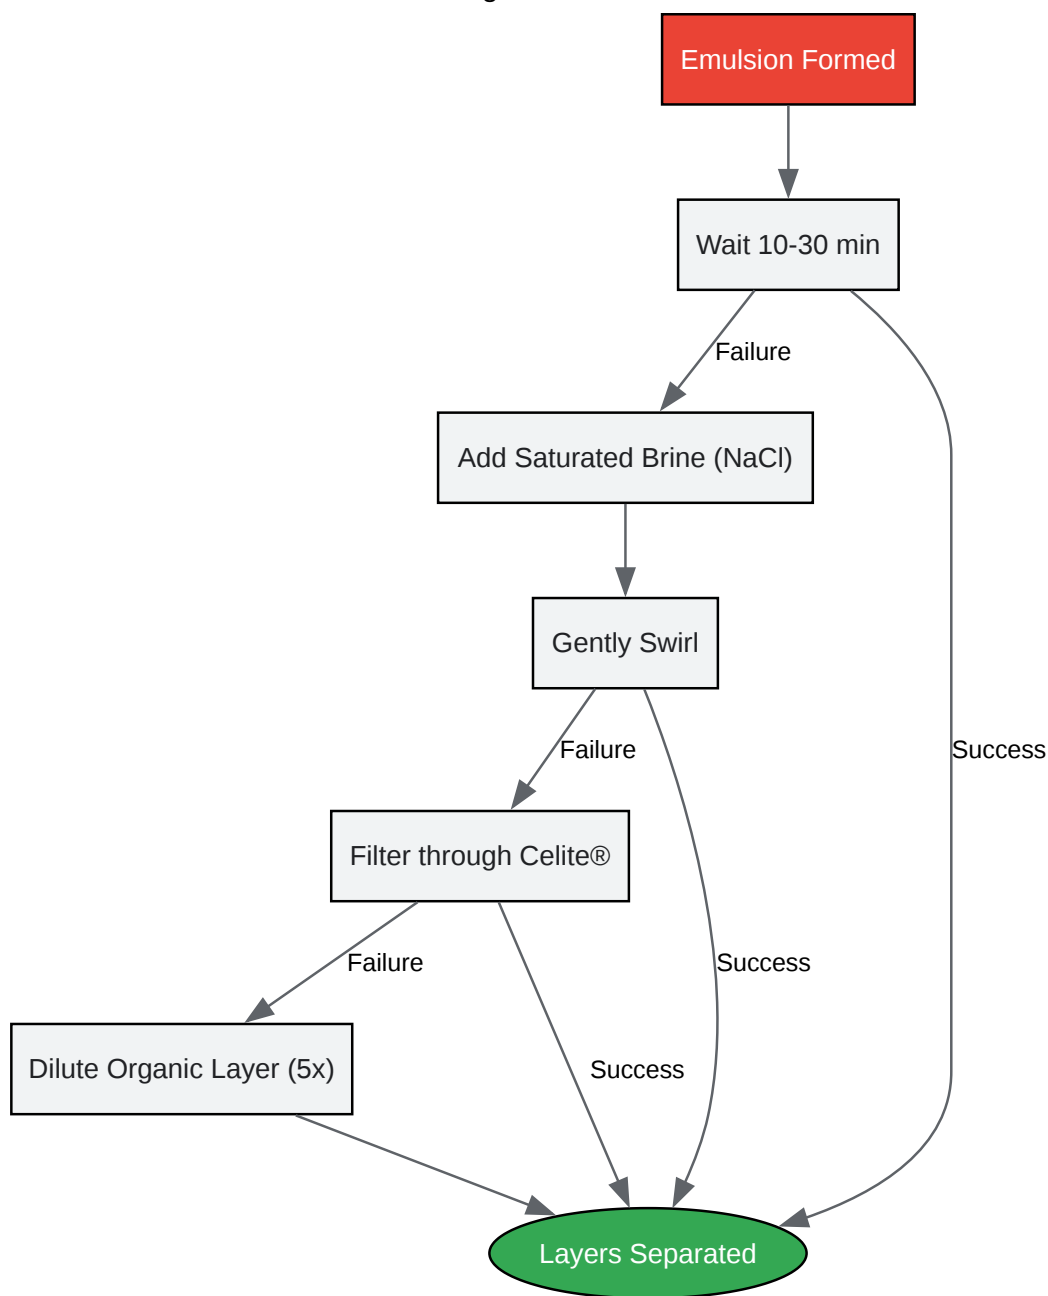 Emulsion Formed
Wait 10-30 min
Failure
Add Saturated Brine (NaCl)
Gently Swirl
Failure
Success
Filter through Celite®
Failure
Success
Dilute Organic Layer (5x)
Success
Layers Separated